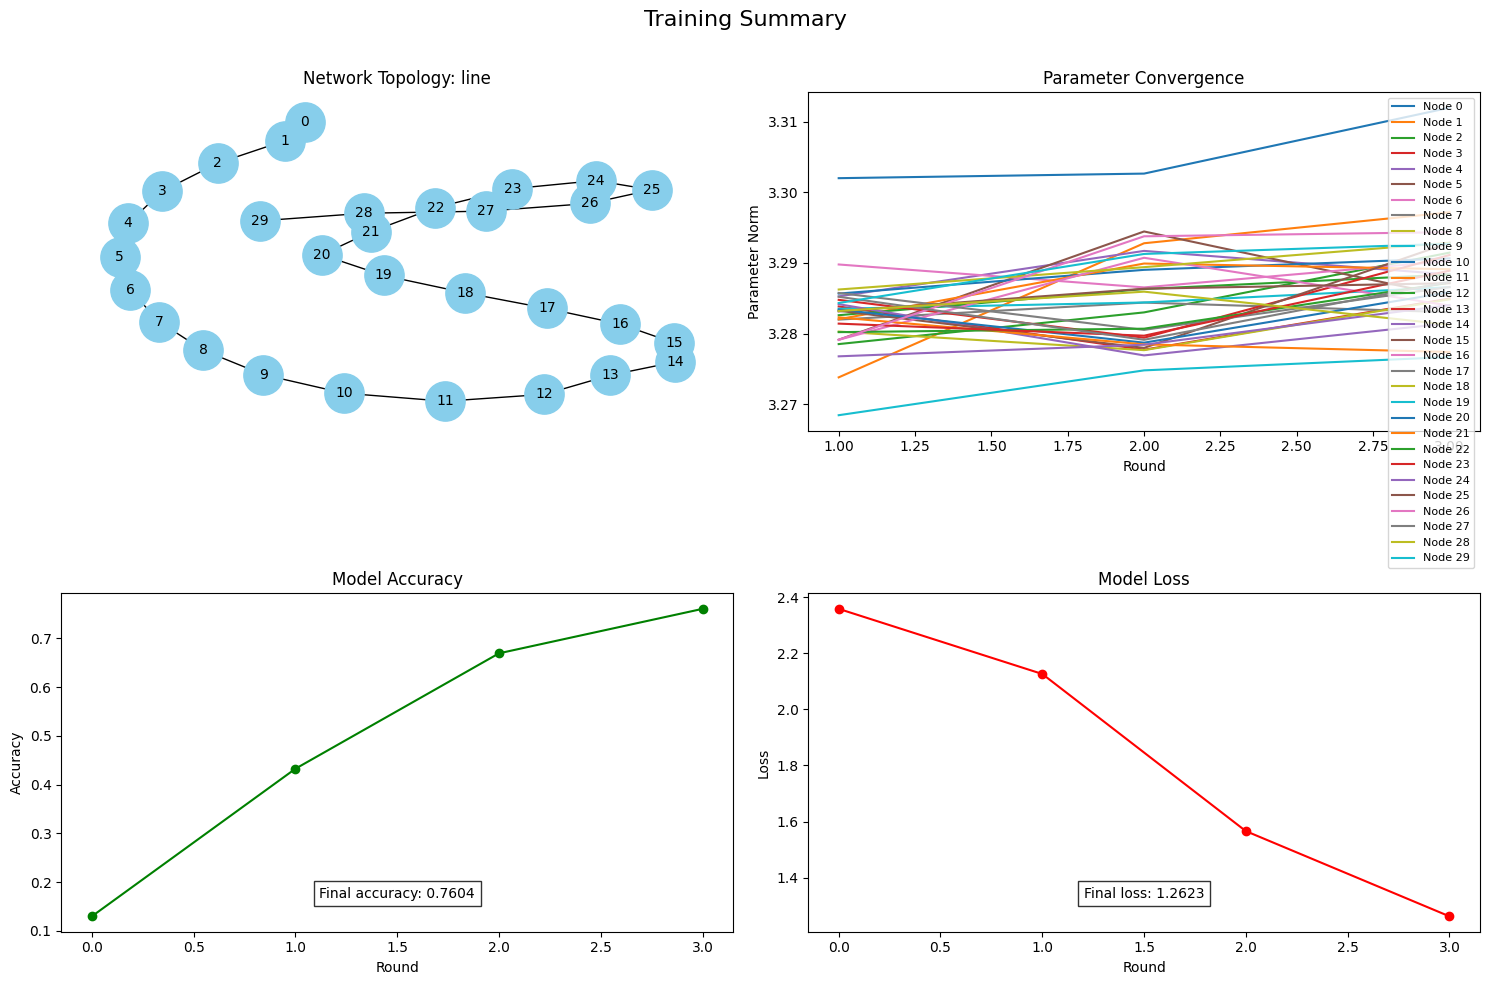 Training Summary
Network Topology: line
0
1
2
3
4
5
6
7
8
9
10
11
12
13
14
15
16
17
18
19
20
21
22
23
24
25
26
27
28
29
Parameter Convergence
Parameter Norm
3.31
3.30
3.29
3.28
3.27
1.00 1.25 1.50 1.75 2.00 2.25 2.50 2.75 3.00
Round
Node 0
Node 1
Node 2
Node 3
Node 4
Node 5
Node 6
Node 7
Node 8
Node 9
Node 10
Node 11
Node 12
Node 13
Node 14
Node 15
Node 16
Node 17
Node 18
Node 19
Node 20
Node 21
Node 22
Node 23
Node 24
Node 25
Node 26
Node 27
Node 28
Node 29
Model Accuracy
Accuracy
0.7
0.6
0.5
0.4
0.3
0.2
0.1
Final accuracy: 0.7604
0.0 0.5 1.0 1.5 2.0 2.5 3.0
Round
Model Loss
Loss
2.4
2.2
2.0
1.8
1.6
1.4
Final loss: 1.2623
0.0 0.5 1.0 1.5 2.0 2.5 3.0
Round